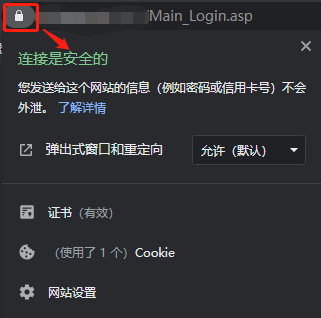 /Main_Login.asp
连接是安全的
您发送给这个网站的信息（例如密码或信用卡号）不会
外泄。 了解详情
弹出式窗口和重定向 允许（默认）
证书（有效）
（使用了 1 个）Cookie
网站设置